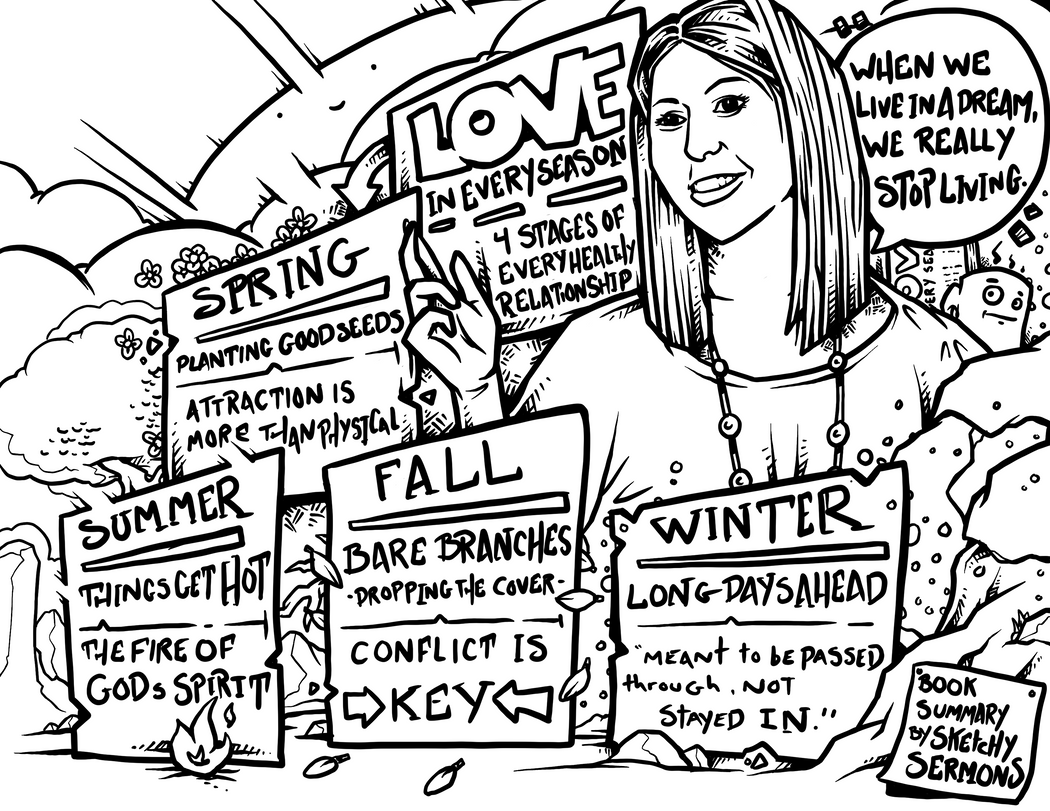 LOVE
IN EVERY SEASON
4 STAGES OF
EVERY HEALTHY
RELATIONSHIP
WHEN WE
LIVE IN A DREAM,
WE REALLY
STOP LIVING.
SPRING
PLANTING GOOD SEEDS
ATTRACTION IS
MORE THAN PHYSICAL
SUMMER
THINGS GET HOT
THE FIRE OF
GODS SPIRIT
FALL
BARE BRANCHES
-DROPPING THE COVER-
CONFLICT IS
KEY
WINTER
LONG DAYS AHEAD
"MEANT to bE PASSED
through, NOT
STAYED IN."
BOOK
SUMMARY
BY SKETCHY
SERMONS